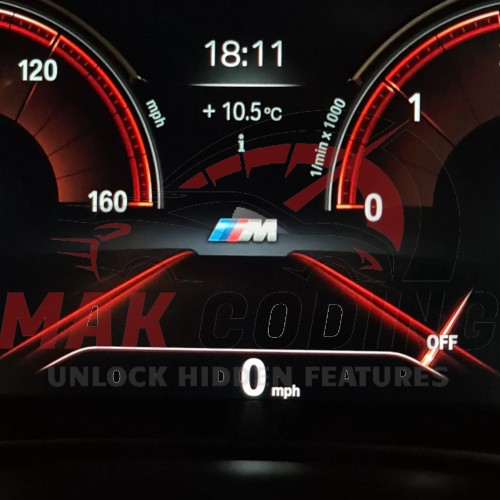 18:11
120
mph
+ 10.5°C
i
1
1/min x 1000
160
0
M
MAK CODING
OFF
UNLOCK HIDDEN FEATURES
0 mph